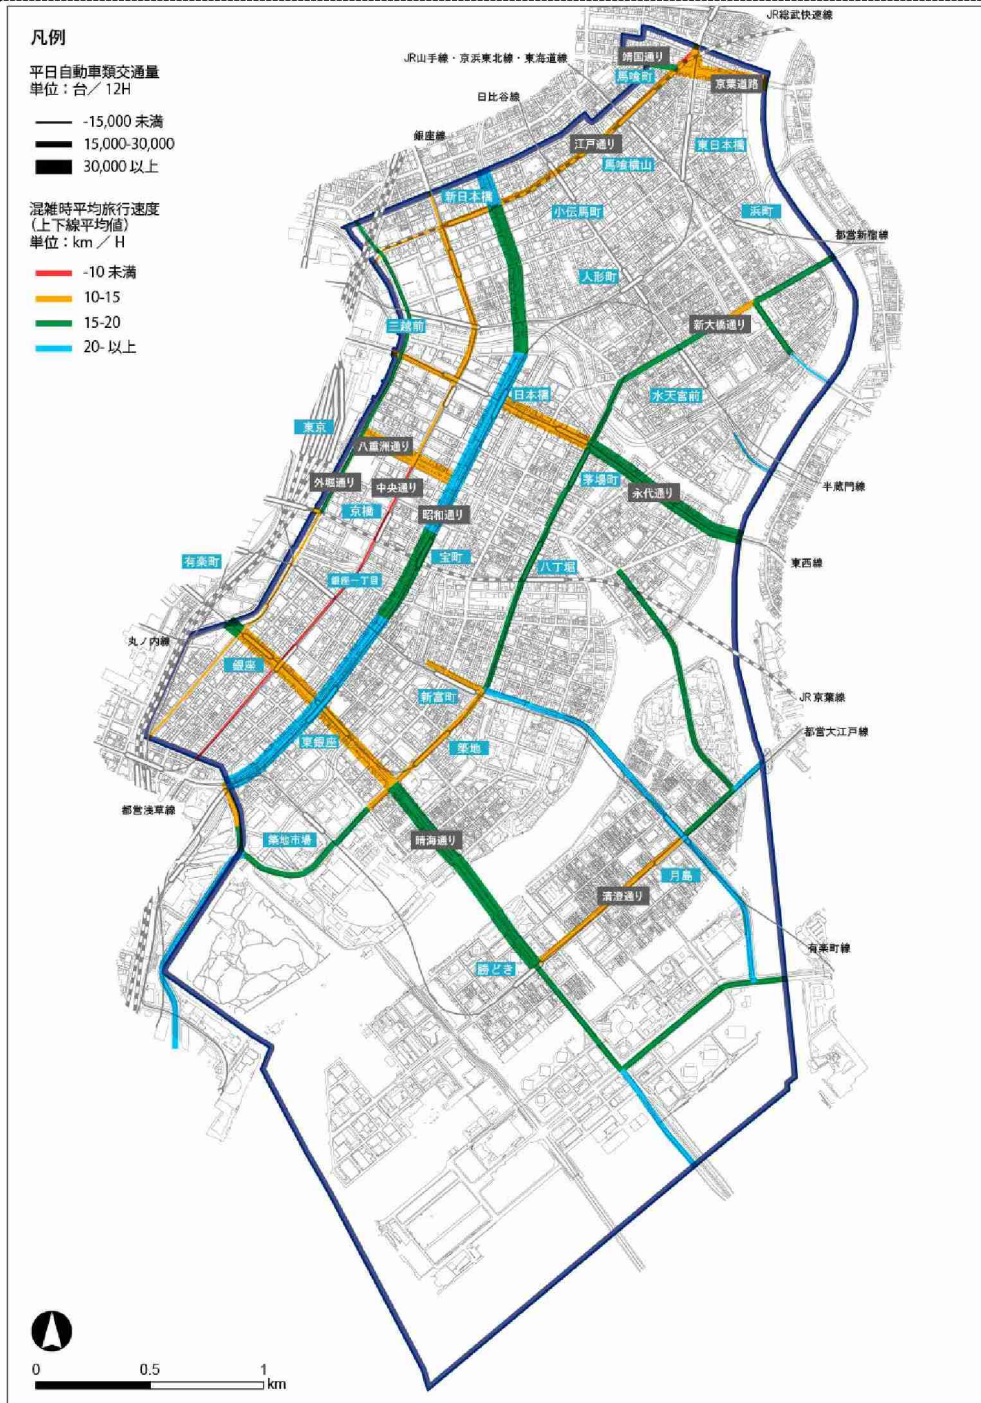 凡例
平日自動車類交通量
単位：台／ 12H
-15,000 未満
15,000-30,000
30,000 以上
混雑時平均旅行速度
（上下線平均値）
単位：km ／ H
-10 未満
10-15
15-20
20- 以上
JR総武快速線
靖国通り
JR山手線・京浜東北線・東海道線
馬喰町
京葉道路
日比谷線
銀座線
江戸通り
東日本橋
馬喰横山
新日本橋
小伝馬町
浜町
都営新宿線
人形町
三越前
新大橋通り
日本橋
水天宮前
東京
八重洲通り
茅場町
半蔵門線
外堀通り
中央通り
永代通り
京橋
昭和通り
有楽町
宝町
八丁堀
東西線
銀座一丁目
丸ノ内線
銀座
新富町
JR京葉線
東銀座
築地
都営大江戸線
都営浅草線
築地市場
晴海通り
月島
清澄通り
有楽町線
勝どき
0
0.5
1
km